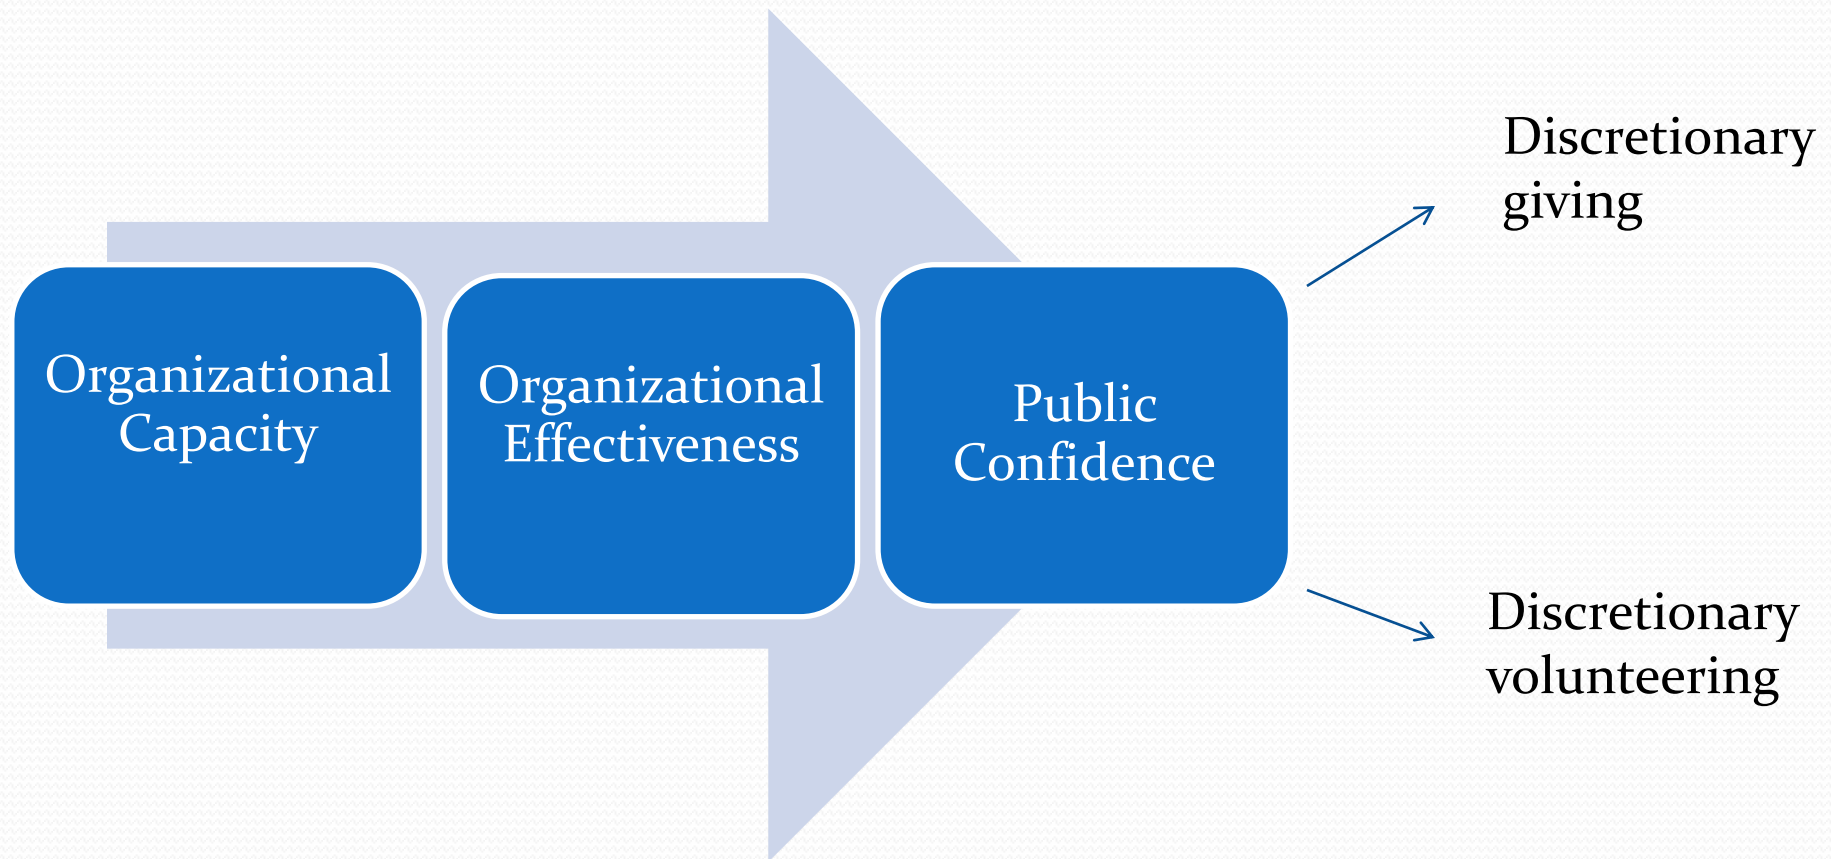 Organizational
Capacity
Organizational
Effectiveness
Public
Confidence
Discretionary
giving
Discretionary
volunteering